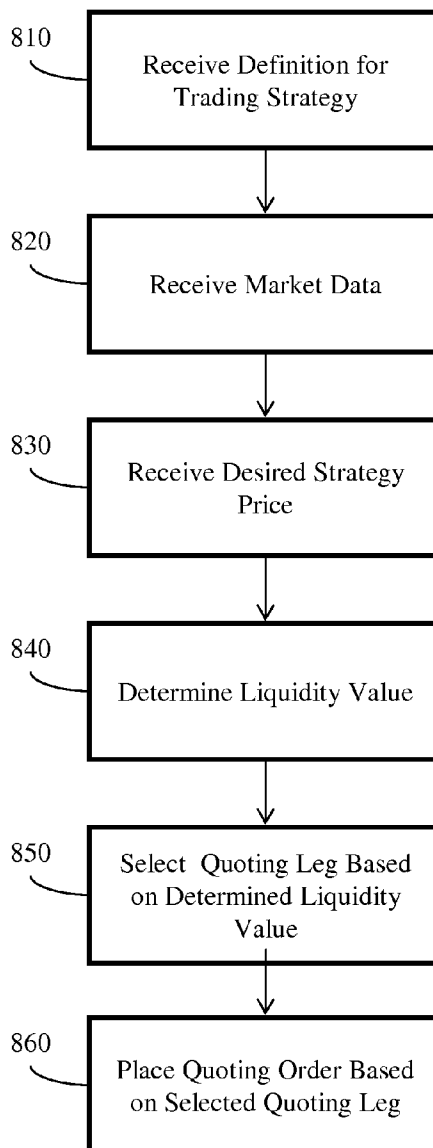 810
Receive Definition for
Trading Strategy
820
Receive Market Data
830
Receive Desired Strategy
Price
840
Determine Liquidity Value
850
Select Quoting Leg Based
on Determined Liquidity
Value
860
Place Quoting Order Based
on Selected Quoting Leg